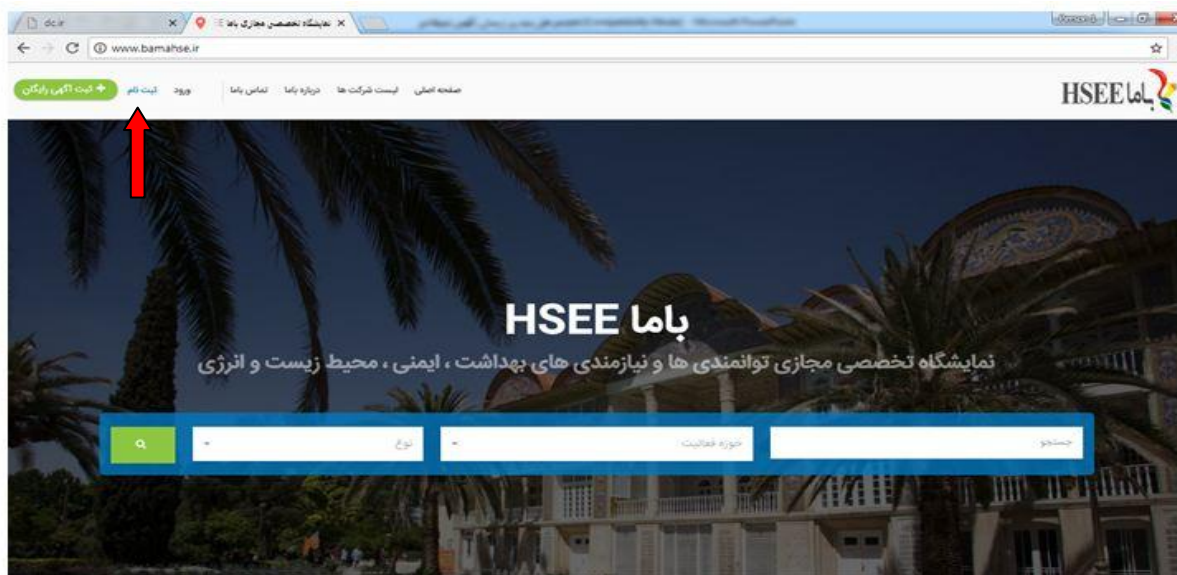 dc.ir
نمایشگاه تخصصی مجازی باما
www.bamahse.ir
باما HSEE
صفحه اصلی
لیست شرکت ها
درباره باما
تماس باما
ورود
ثبت نام
+ ثبت آگهی رایگان
باما HSEE
نمایشگاه تخصصی مجازی توانمندی ها و نیازمندی های بهداشت ، ایمنی ، محیط زیست و انرژی
جستجو
حوزه فعالیت
نوع